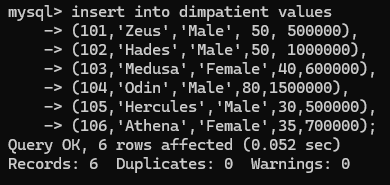 mysql> insert into dimpatient values
    -> (101,'Zeus','Male', 50, 500000),
    -> (102,'Hades','Male',50, 1000000),
    -> (103,'Medusa','Female',40,600000),
    -> (104,'Odin','Male',80,1500000),
    -> (105,'Hercules','Male',30,500000),
    -> (106,'Athena','Female',35,700000);
Query OK, 6 rows affected (0.052 sec)
Records: 6  Duplicates: 0  Warnings: 0